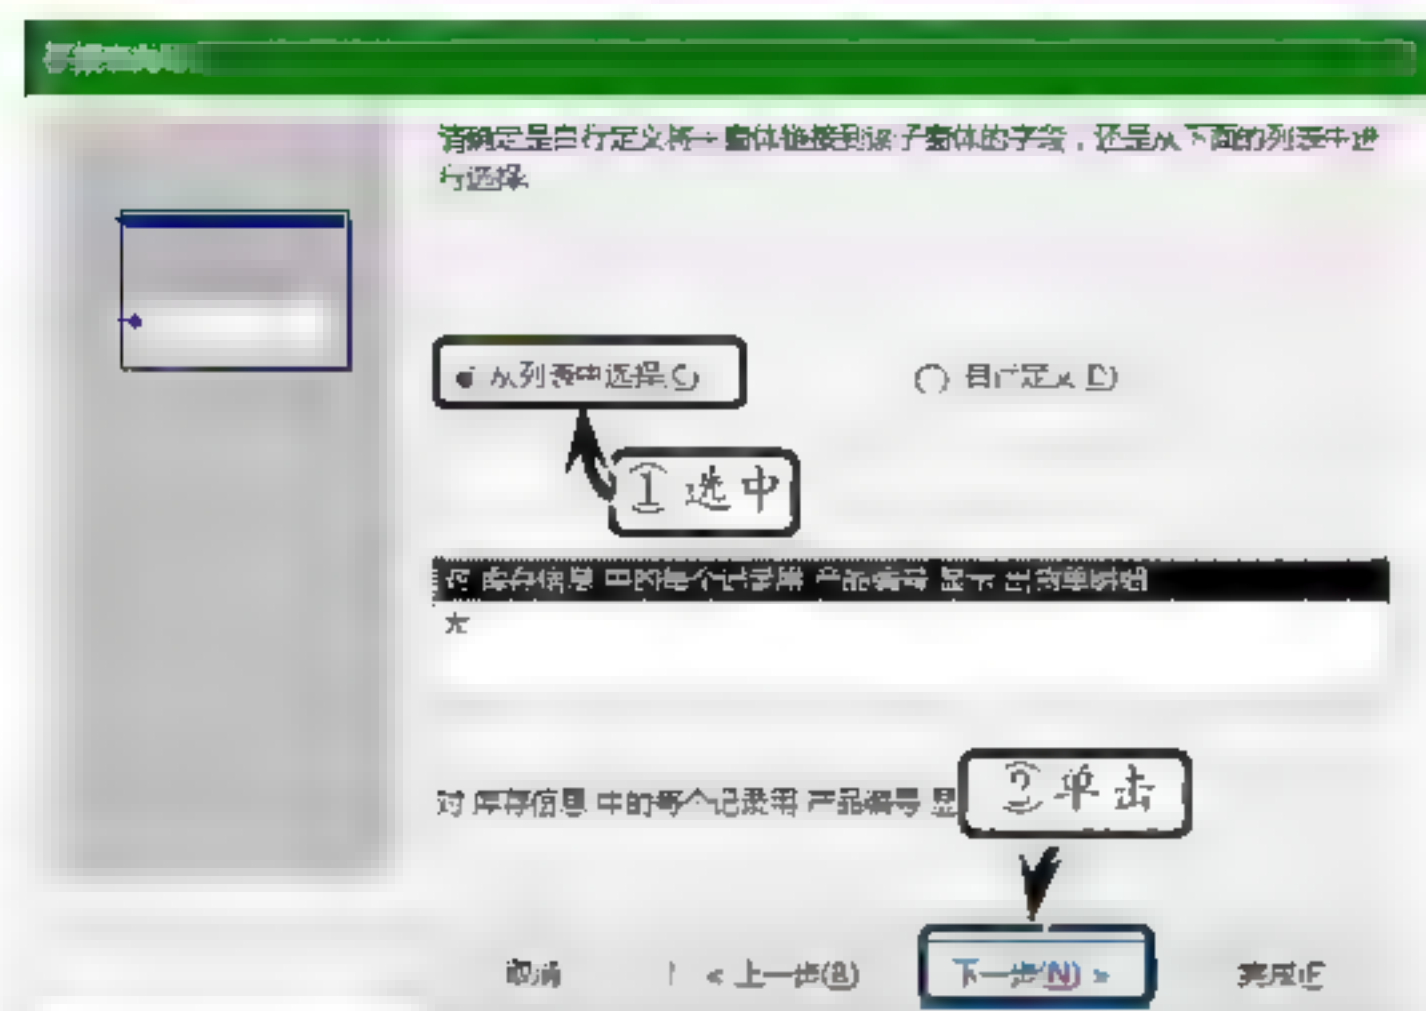 请确定是自行定义将主窗体链接到该子窗体的字段，还是从下面的列表中进
行选择
从列表中选择(C)
自行定义(D)
①选中
对 库存信息 中的每个记录用 产品编号 显示 出货单明细
无
②单击
对 库存信息 中的每个记录用 产品编号 显
取消
< 上一步(B)
下一步(N) >
完成(F